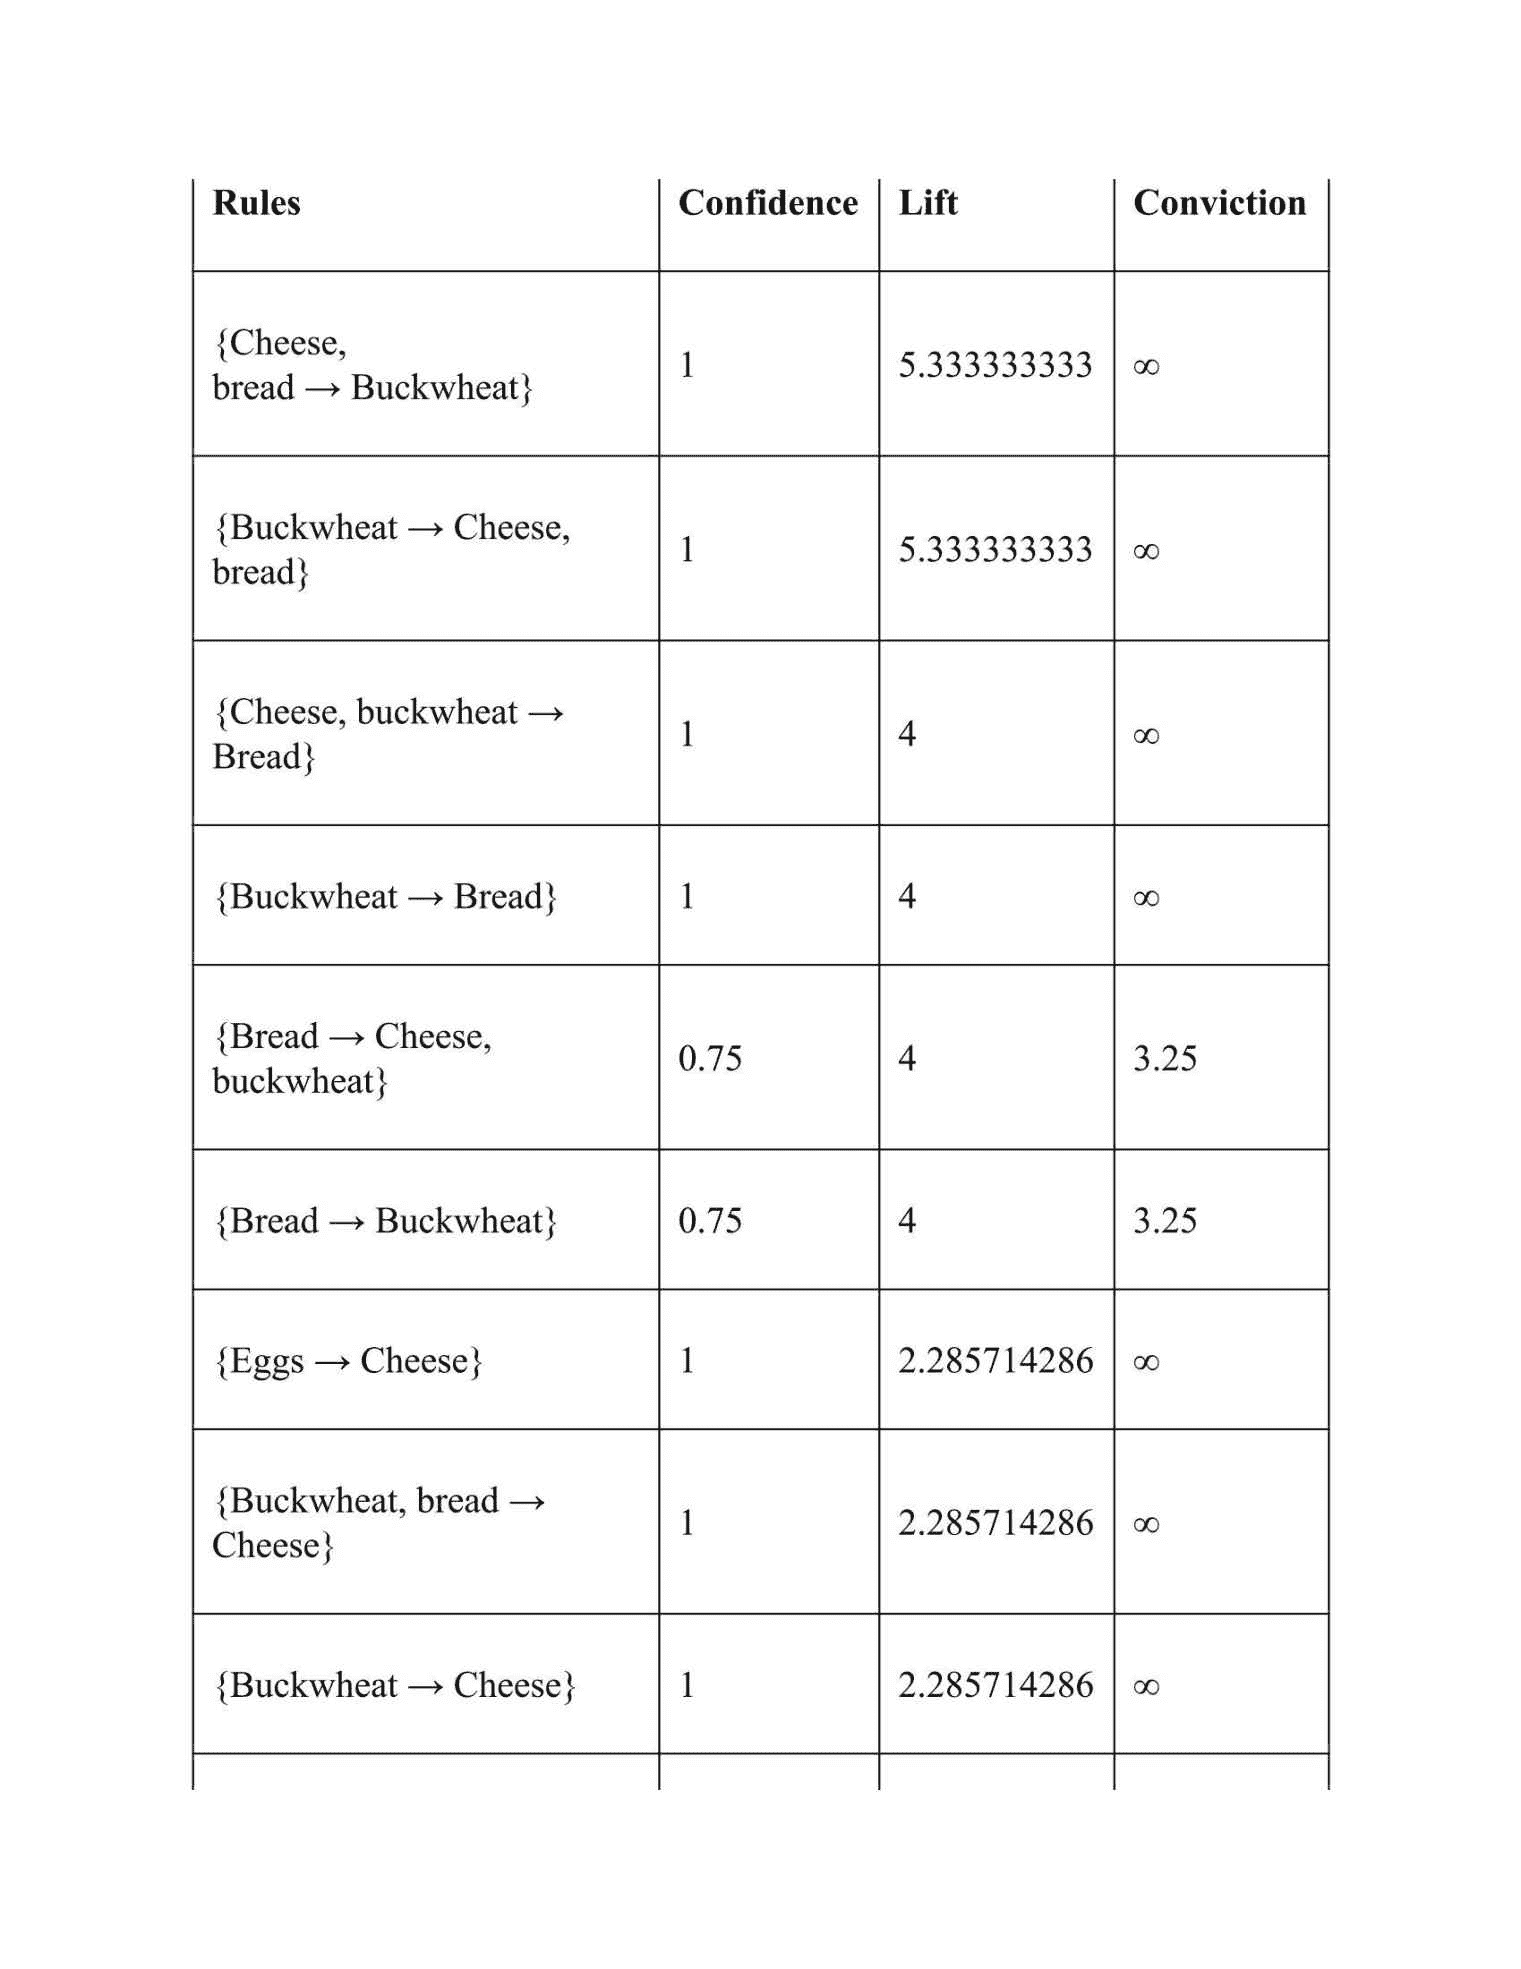 Rules Confidence Lift Conviction
{Cheese,
bread → Buckwheat} 1 5.333333333 ∞
{Buckwheat → Cheese,
bread} 1 5.333333333 ∞
{Cheese, buckwheat →
Bread} 1 4 ∞
{Buckwheat → Bread} 1 4 ∞
{Bread → Cheese,
buckwheat} 0.75 4 3.25
{Bread → Buckwheat} 0.75 4 3.25
{Eggs → Cheese} 1 2.285714286 ∞
{Buckwheat, bread →
Cheese} 1 2.285714286 ∞
{Buckwheat → Cheese} 1 2.285714286 ∞